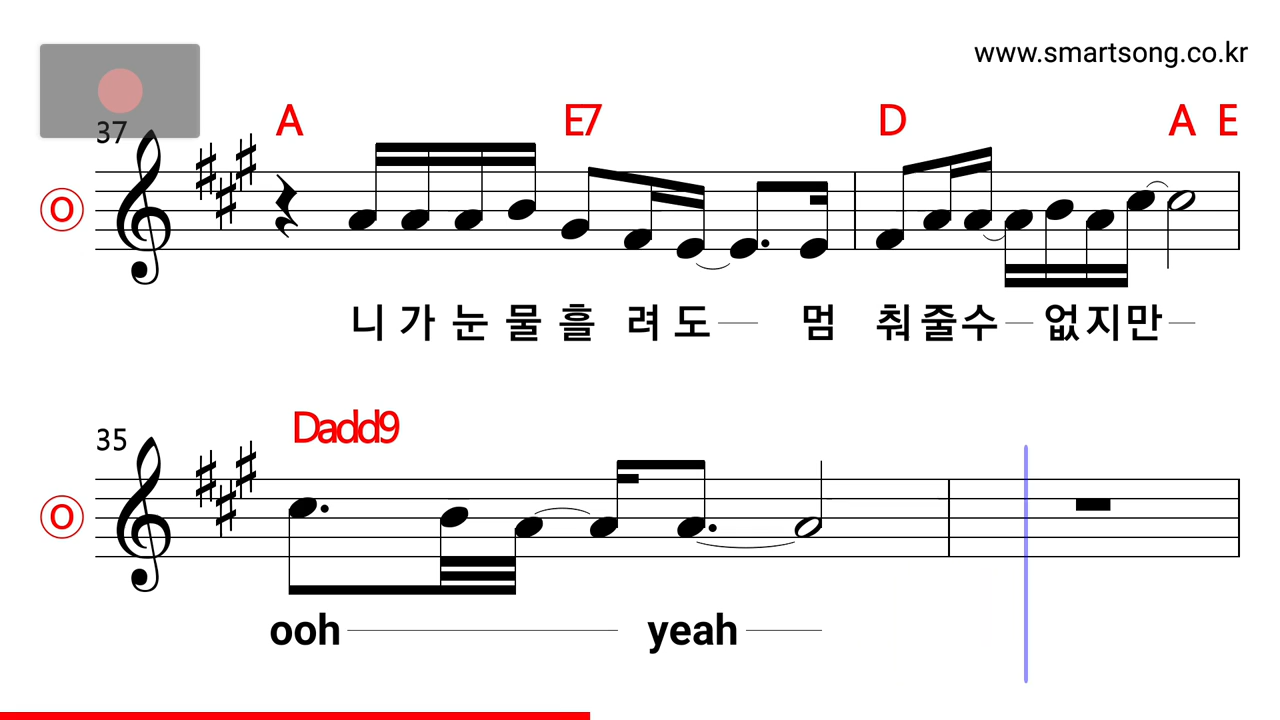 www.smartsong.co.kr
37 A E7 D A E
O
니 가 눈 물 흘 려 도 멈 춰 줄 수 없 지 만
35 Dadd9
O
ooh yeah